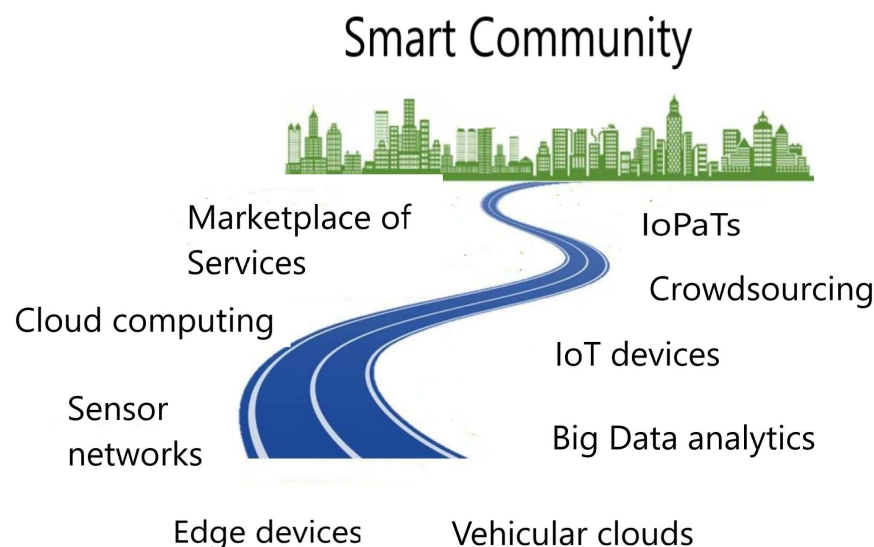 Smart Community
Marketplace of
Services
IoPaTs
Crowdsourcing
Cloud computing
IoT devices
Sensor
networks
Big Data analytics
Edge devices
Vehicular clouds